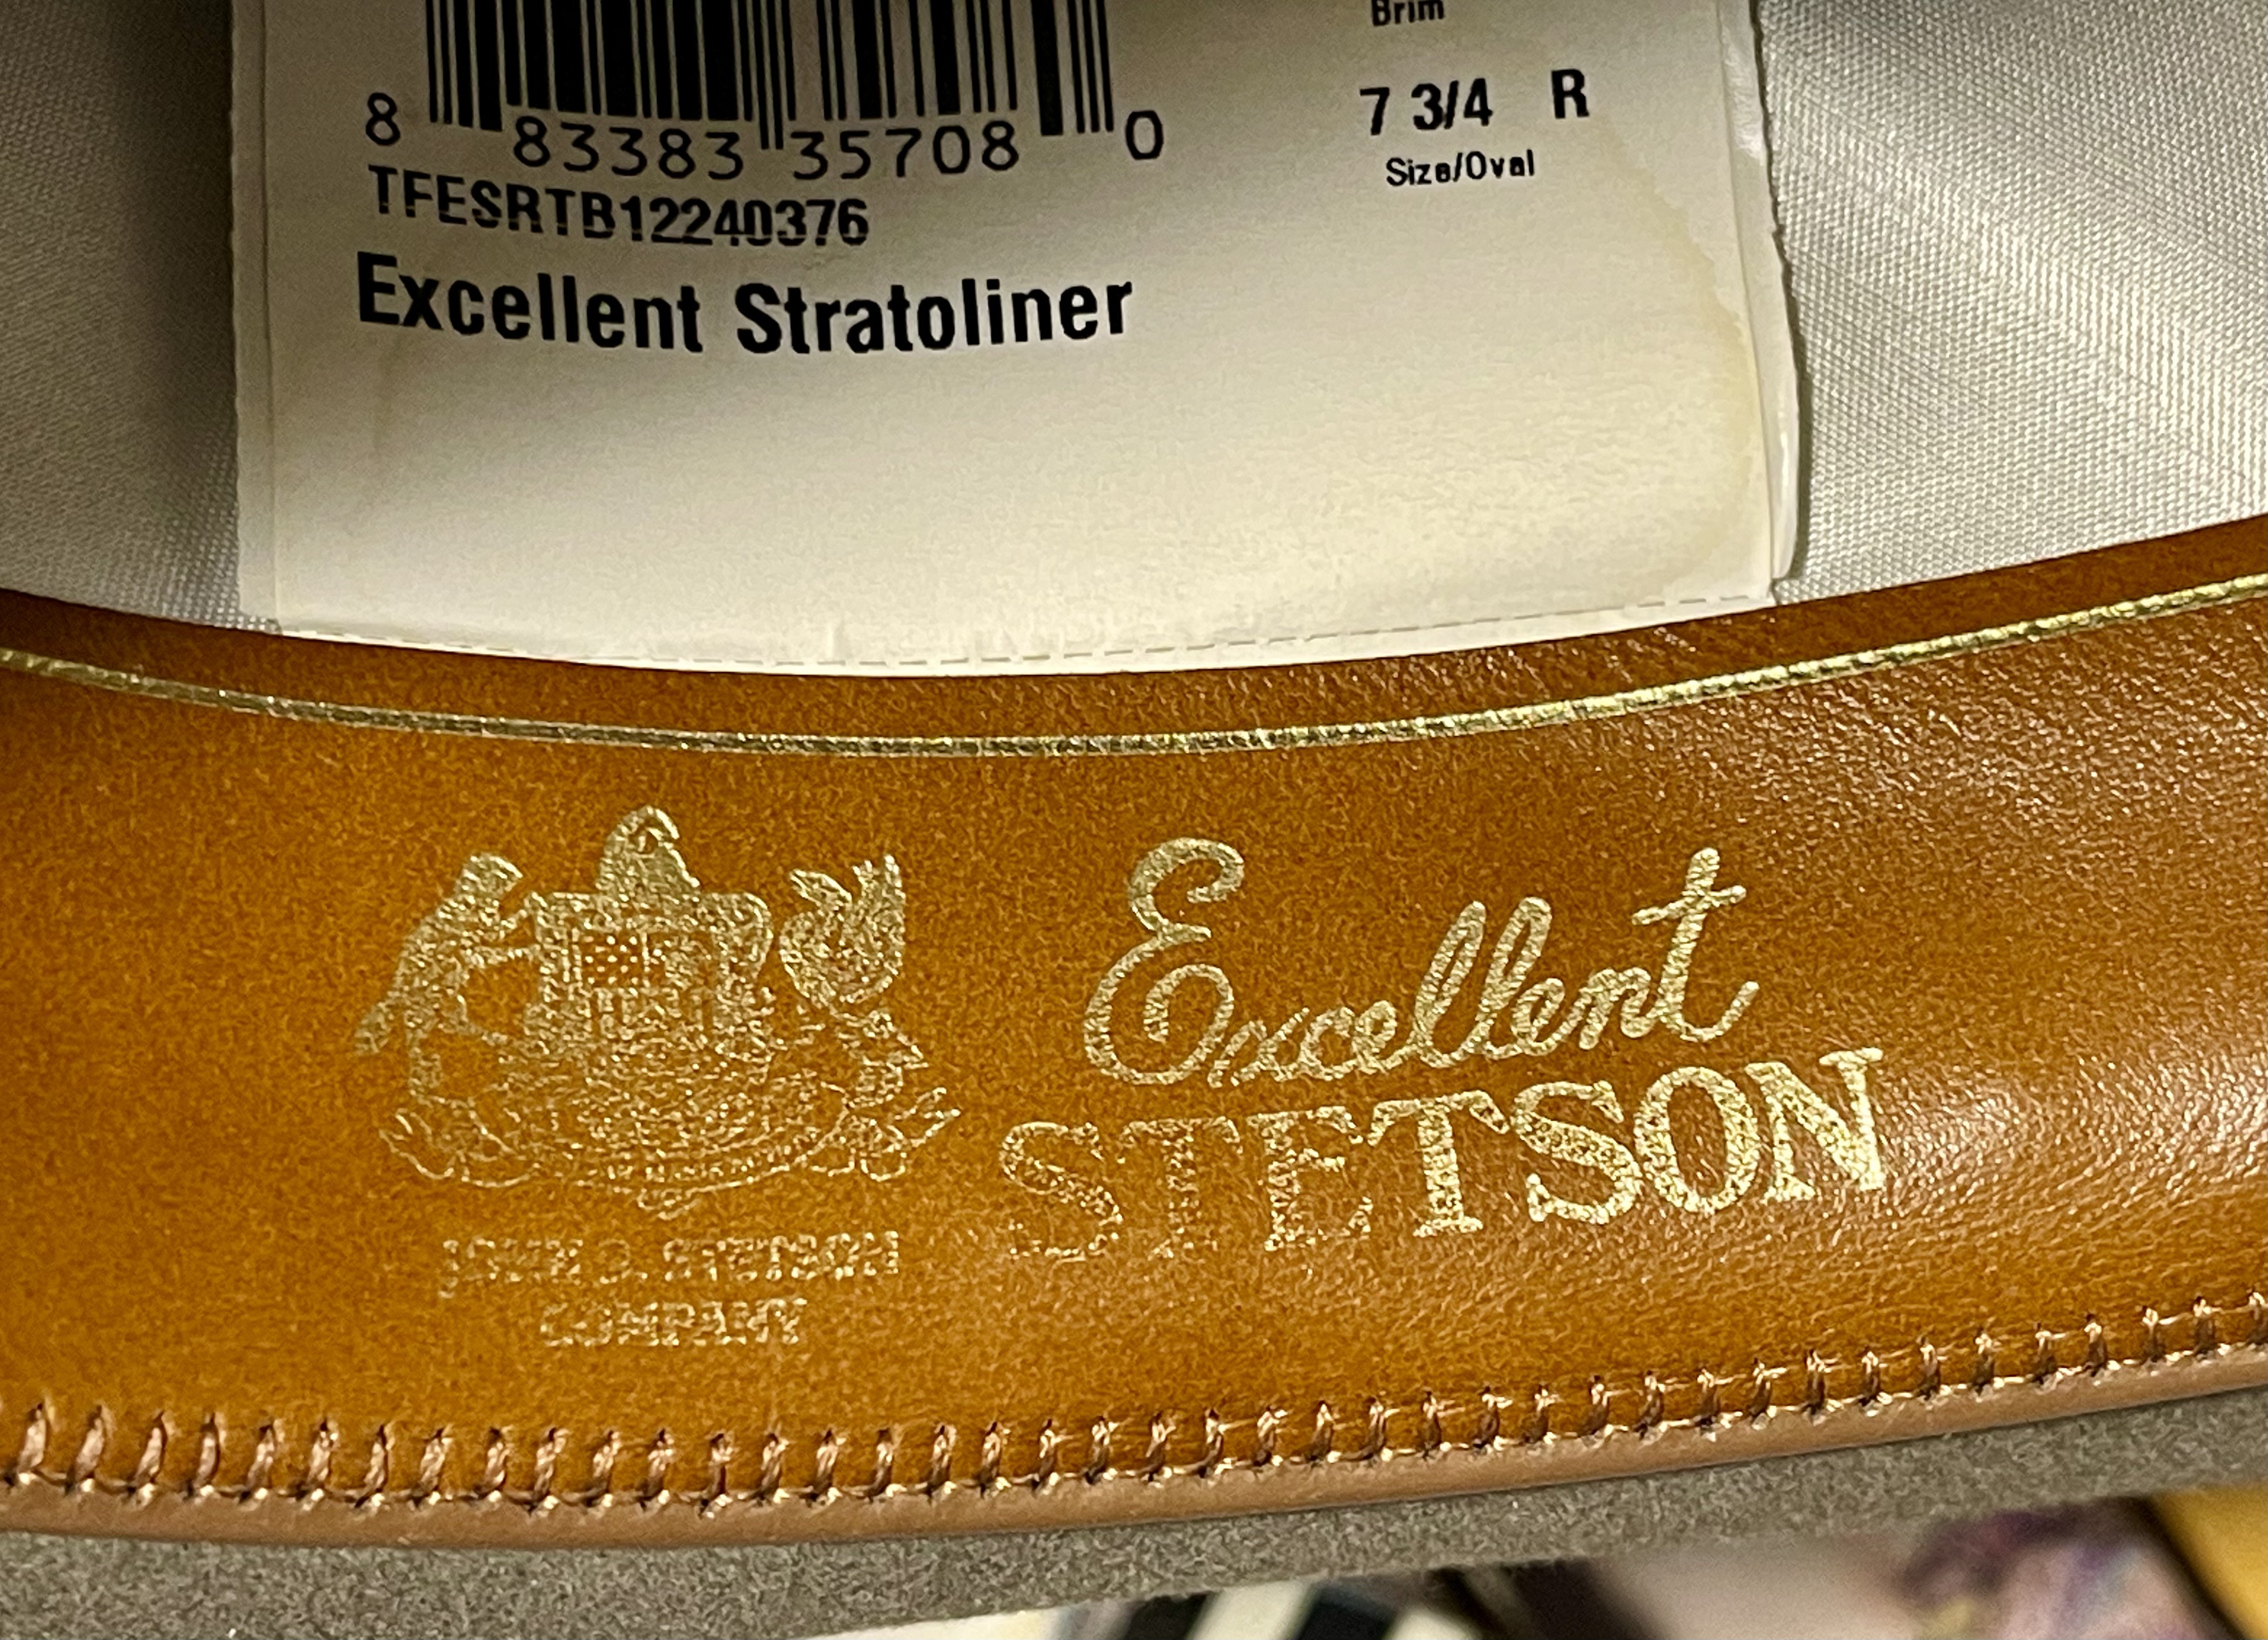 Brim
7 3/4 R
Size/Oval
8 83383 35708 0
TFESRTB12240376
Excellent Stratoliner
Excellent
STETSON
JOHN B. STETSON
COMPANY